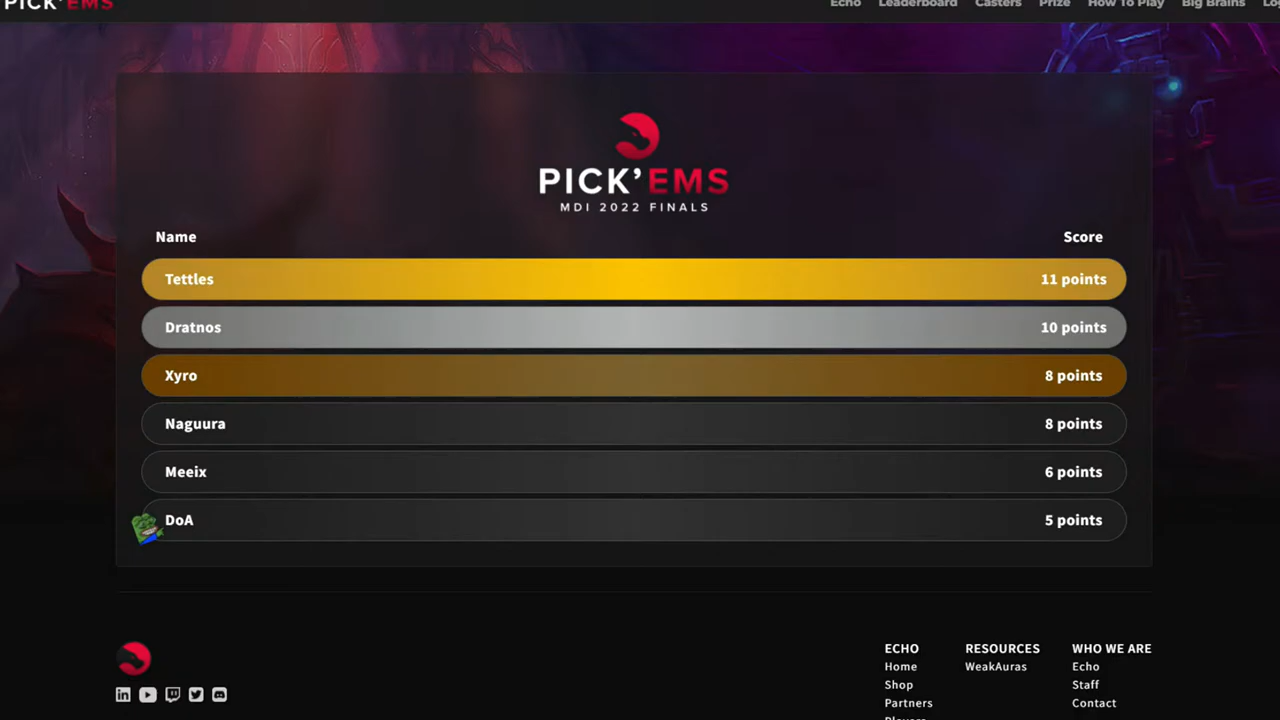 PICK'EMS
Echo Leaderboard Casters Prize How To Play Big Brains
PICK'EMS
MDI 2022 FINALS
Name Score
Tettles 11 points
Dratnos 10 points
Xyro 8 points
Naguura 8 points
Meeix 6 points
DoA 5 points
ECHO RESOURCES WHO WE ARE
Home WeakAuras Echo
Shop Staff
Partners Contact